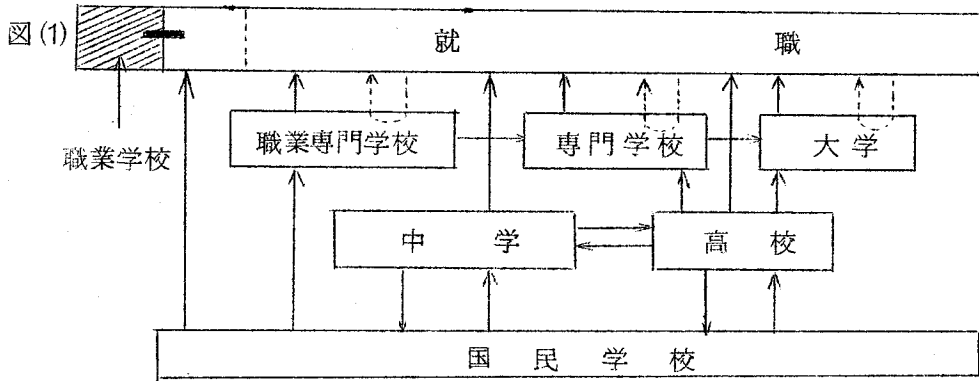 図(1)
就職
職業学校
職業専門学校
専門学校
大学
中学
高校
国民学校